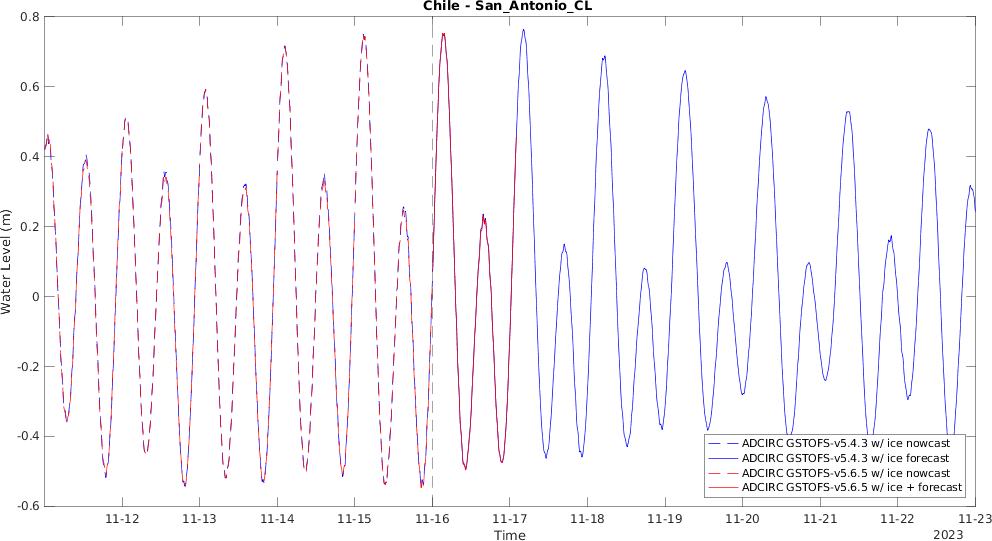 Chile - San_Antonio_CL
Water Level (m)
0.8
0.6
0.4
0.2
0
-0.2
-0.4
-0.6
11-12 11-13 11-14 11-15 11-16 11-17 11-18 11-19 11-20 11-21 11-22 11-23
Time
2023
ADCIRC GSTOFS-v5.4.3 w/ ice nowcast
ADCIRC GSTOFS-v5.4.3 w/ ice forecast
ADCIRC GSTOFS-v5.6.5 w/ ice nowcast
ADCIRC GSTOFS-v5.6.5 w/ ice + forecast